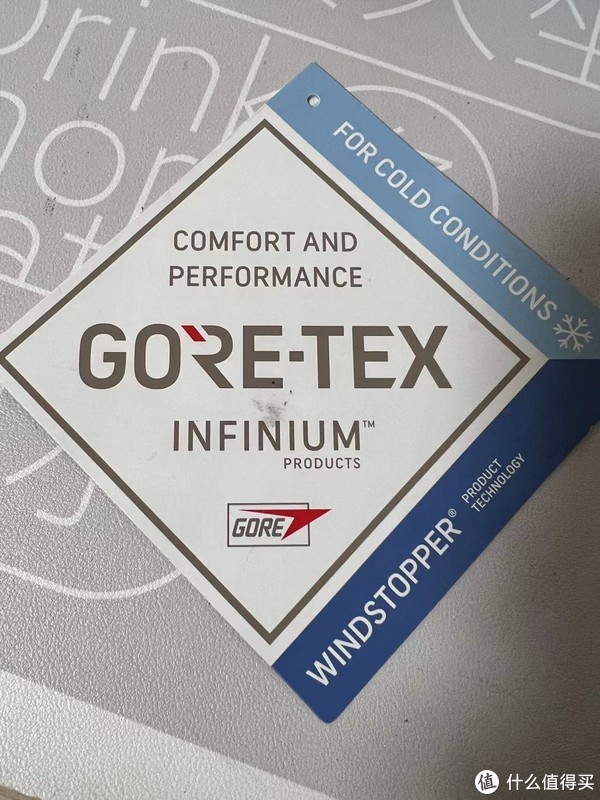 FOR COLD CONDITIONS
COMFORT AND
PERFORMANCE
GORE-TEX
INFINIUM™
PRODUCTS
GORE
WINDSTOPPER®
PRODUCT
TECHNOLOGY
值 什么值得买